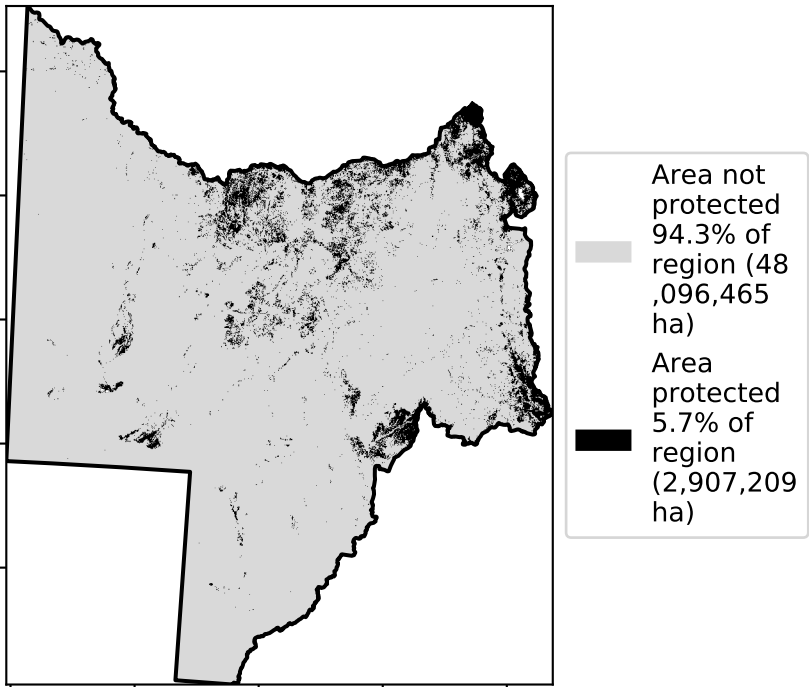 Area not
protected
94.3% of
region (48
,096,465
ha)
Area
protected
5.7% of
region
(2,907,209
ha)